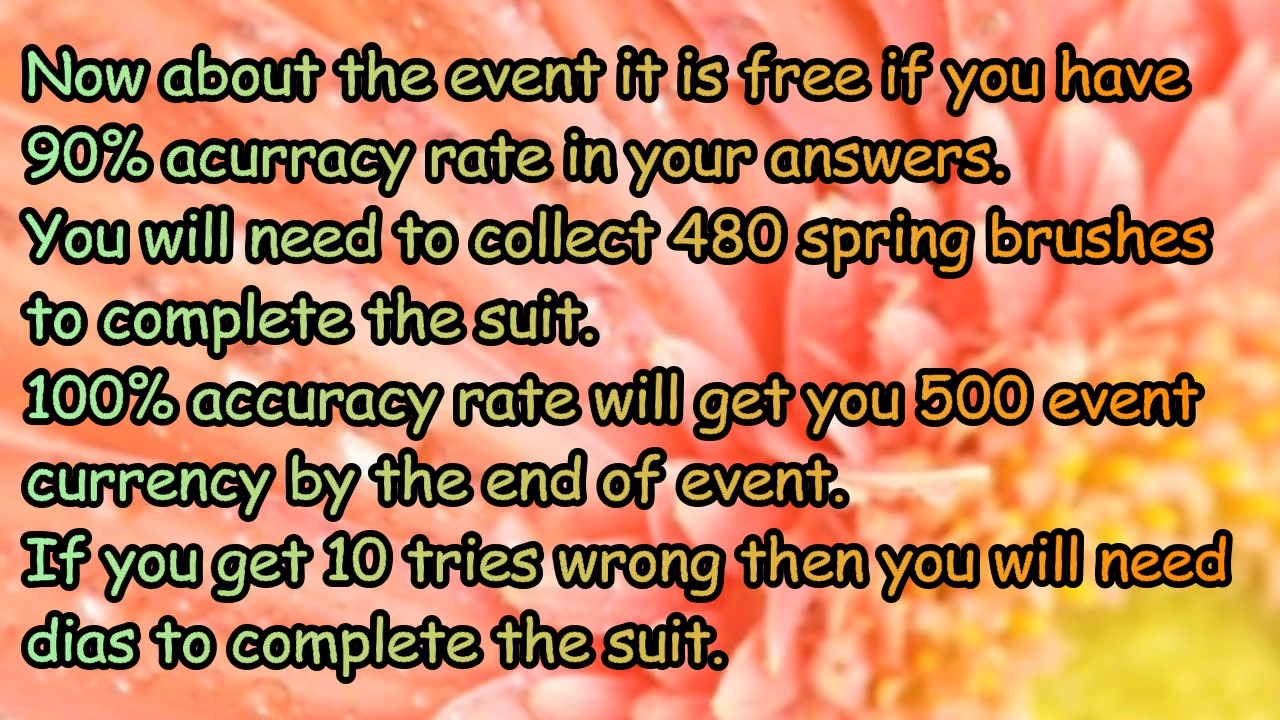 Now about the event it is free if you have
90% acurracy rate in your answers.
You will need to collect 480 spring brushes
to complete the suit.
100% accuracy rate will get you 500 event
currency by the end of event.
If you get 10 tries wrong then you will need
dias to complete the suit.